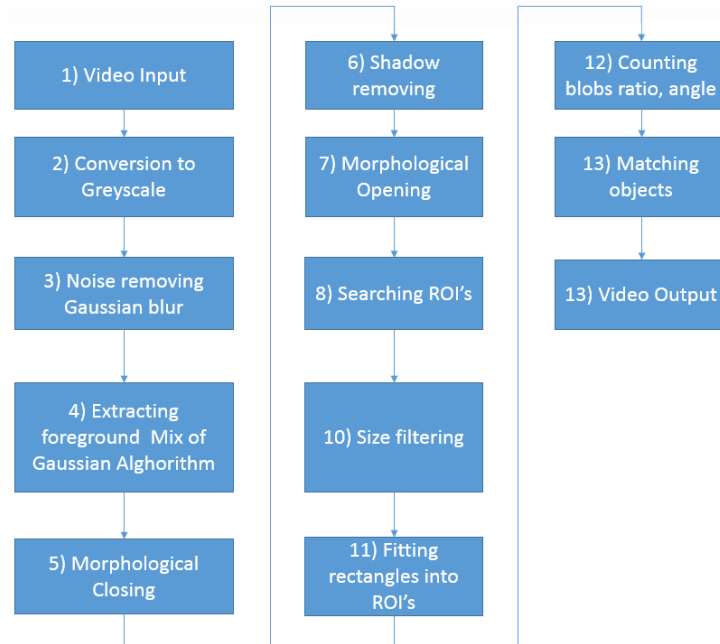 1) Video Input
2) Conversion to
Greyscale
3) Noise removing
Gaussian blur
4) Extracting
foreground  Mix of
Gaussian Alghorithm
5) Morphological
Closing
6) Shadow
removing
7) Morphological
Opening
8) Searching ROI's
10) Size filtering
11) Fitting
rectangles into
ROI's
12) Counting
blobs ratio, angle
13) Matching
objects
13) Video Output